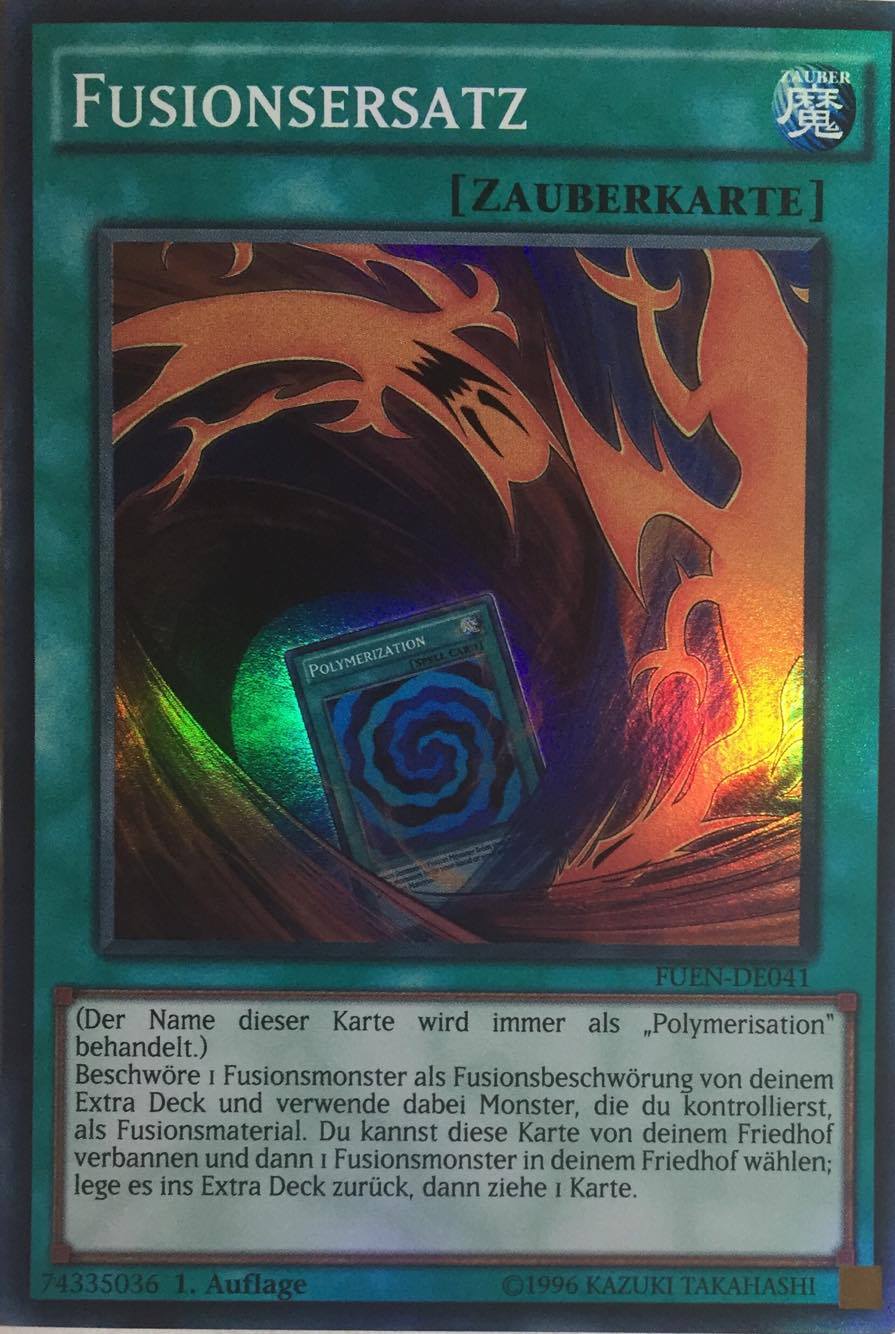 Fusionsersatz
ZAUBER
魔
[Zauberkarte]
Polymerization
[Spell Card]
FUEN-DE041
(Der Name dieser Karte wird immer als „Polymerisation"
behandelt.)
Beschwöre 1 Fusionsmonster als Fusionsbeschwörung von deinem
Extra Deck und verwende dabei Monster, die du kontrollierst,
als Fusionsmaterial. Du kannst diese Karte von deinem Friedhof
verbannen und dann 1 Fusionsmonster in deinem Friedhof wählen;
lege es ins Extra Deck zurück, dann ziehe 1 Karte.
74335036 1. Auflage
©1996 KAZUKI TAKAHASHI